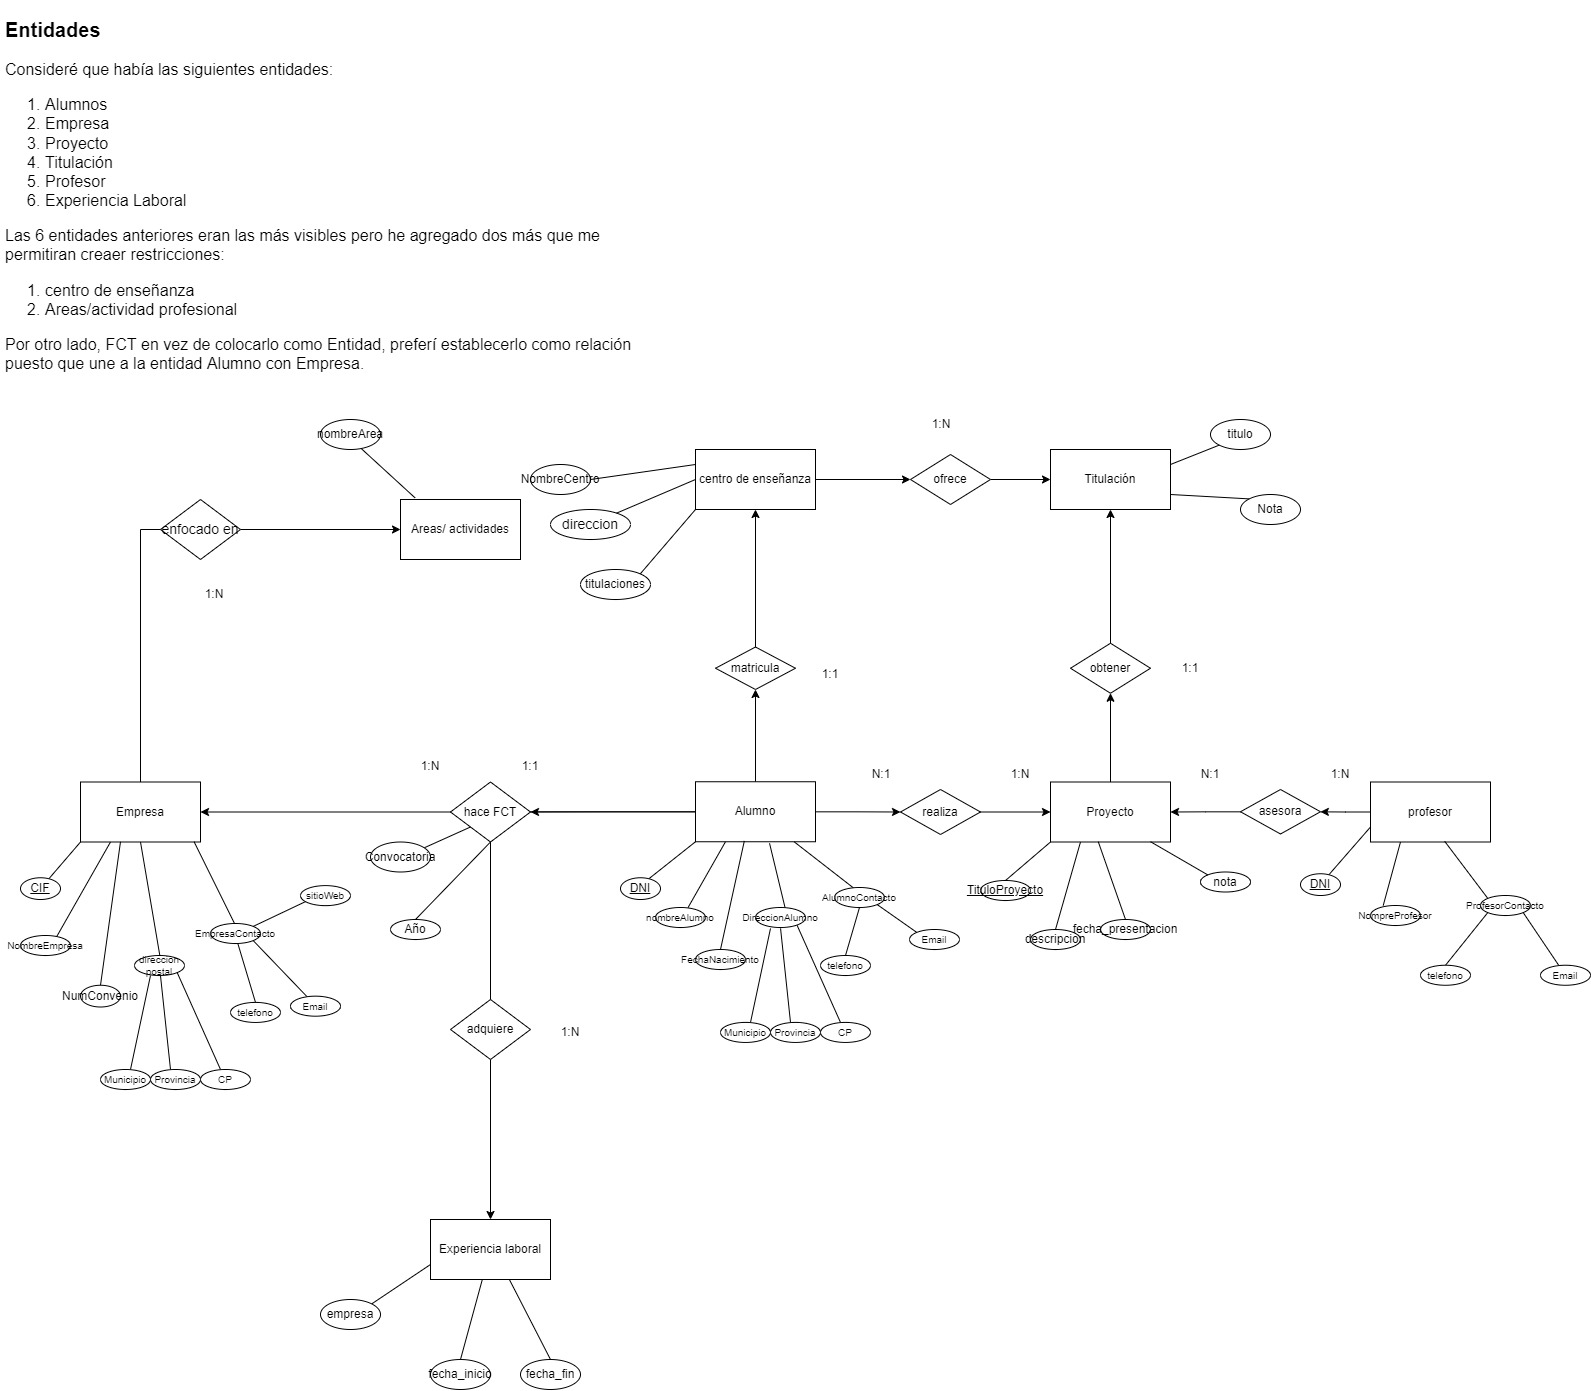 Entidades
Consideré que había las siguientes entidades:
1. Alumnos
2. Empresa
3. Proyecto
4. Titulación
5. Profesor
6. Experiencia Laboral
Las 6 entidades anteriores eran las más visibles pero he agregado dos más que me
permitiran creaer restricciones:
1. centro de enseñanza
2. Areas/actividad profesional
Por otro lado, FCT en vez de colocarlo como Entidad, preferí establecerlo como relación
puesto que une a la entidad Alumno con Empresa.
1:N
nombreArea
titulo
NombreCentro
centro de enseñanza
ofrece
Titulación
Nota
direccion
enfocado en
Areas/ actividades
titulaciones
1:N
matricula
1:1
obtener
1:1
1:N
1:1
N:1
1:N
N:1
1:N
Empresa
hace FCT
Alumno
realiza
Proyecto
asesora
profesor
Convocatoria
CIF
sitioWeb
DNI
AlumnoContacto
TituloProyecto
nota
DNI
ProfesorContacto
nombreAlumno
DireccionAlumno
NompreProfesor
Año
EmpresaContacto
NombreEmpresa
Email
descripcion
fecha_presentacion
direccion
postal
FechaNacimiento
telefono
telefono
Email
NumConvenio
telefono
Email
adquiere
1:N
Municipio
Provincia
CP
Municipio
Provincia
CP
Experiencia laboral
empresa
fecha_inicio
fecha_fin